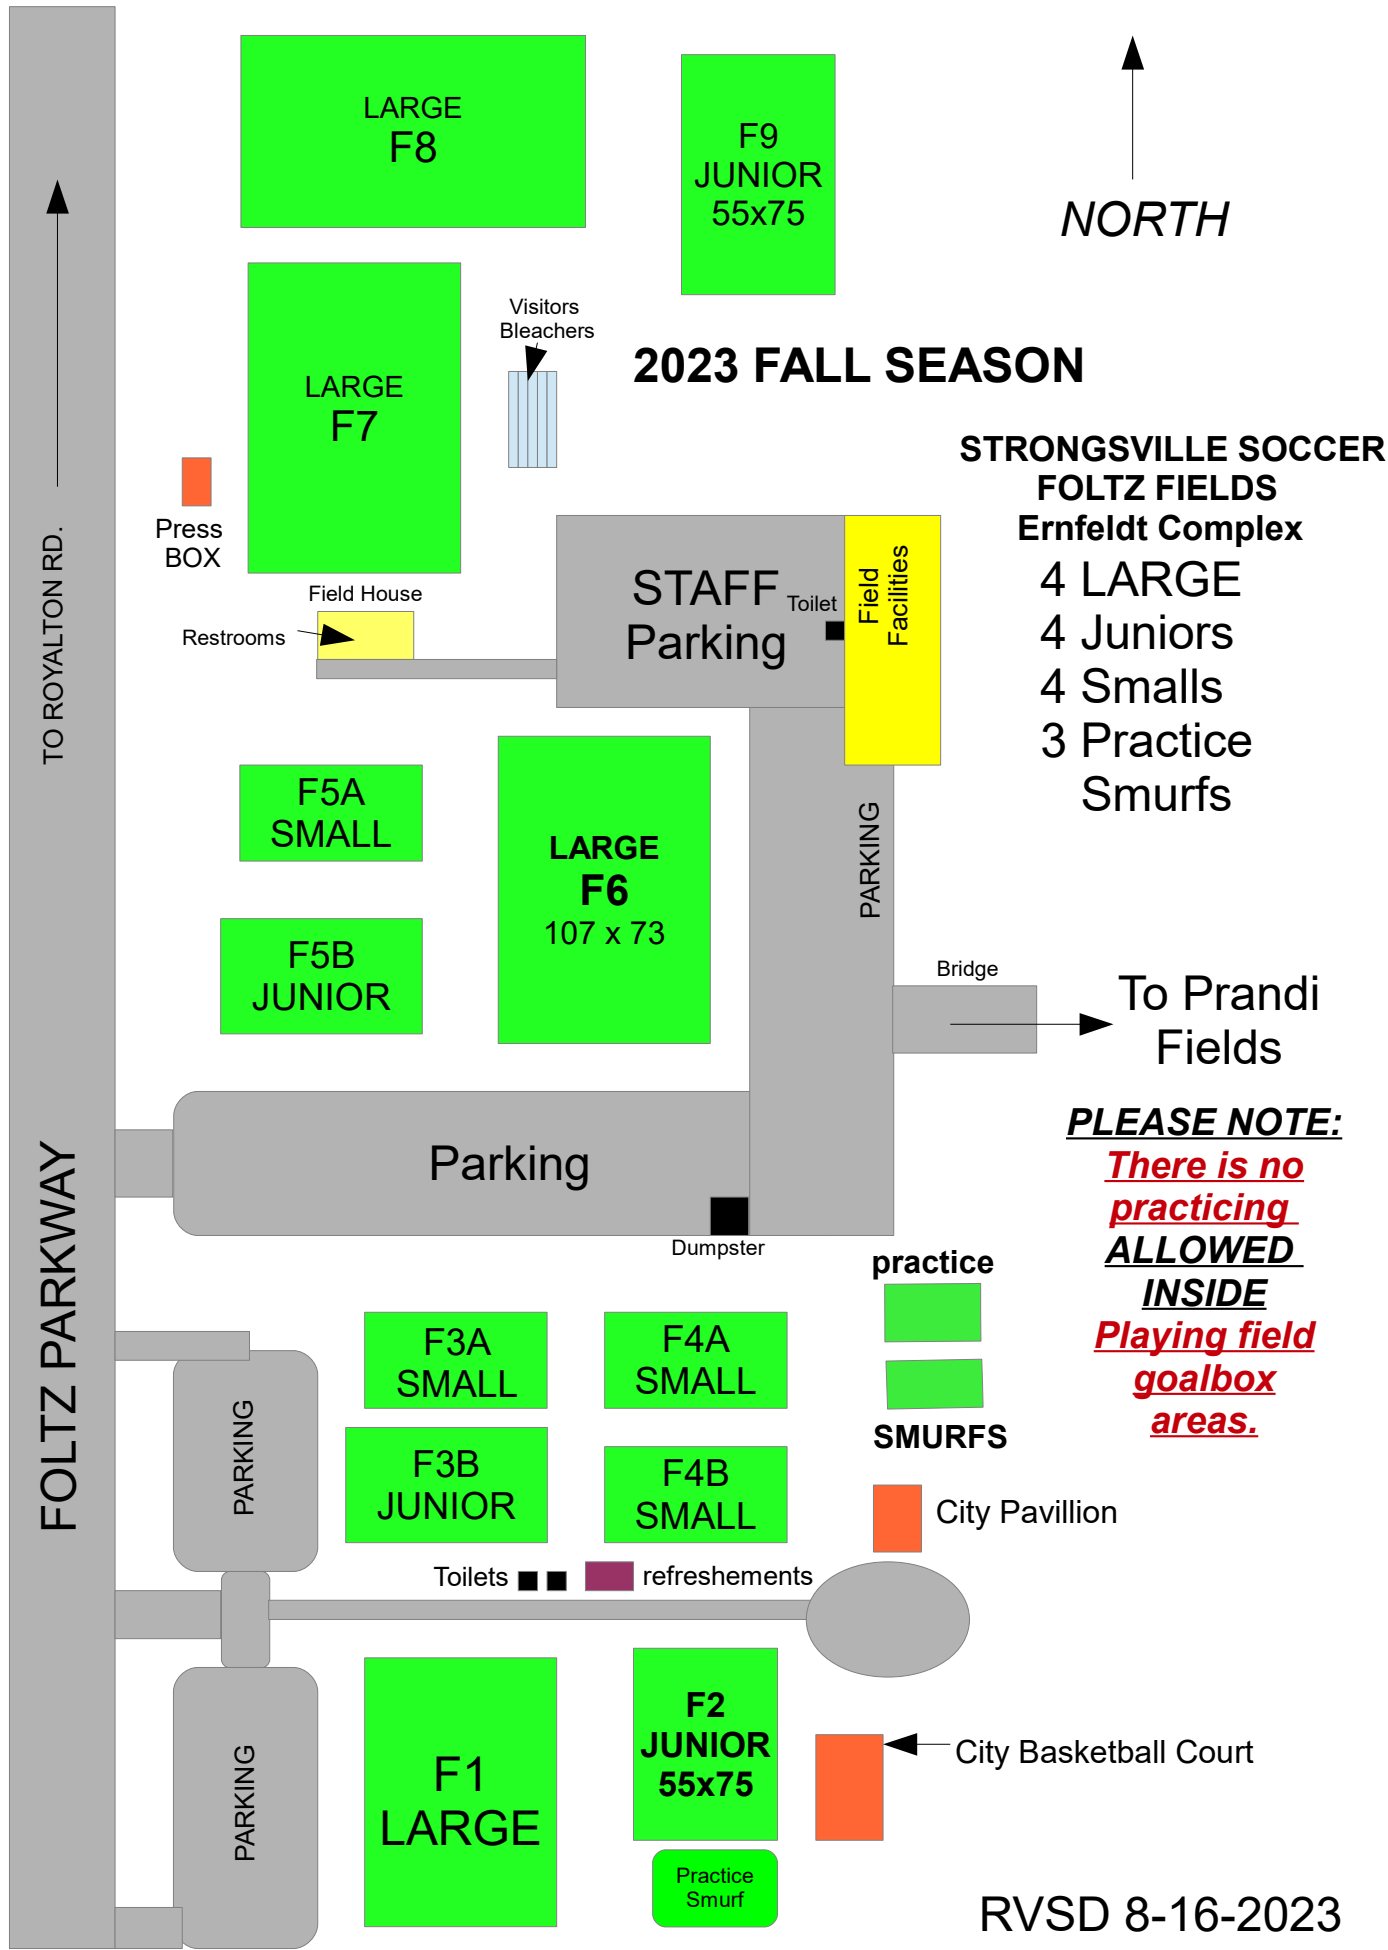 LARGE
F8
F9
JUNIOR
55x75
NORTH
Visitors
Bleachers
2023 FALL SEASON
LARGE
F7
STRONGSVILLE SOCCER
FOLTZ FIELDS
Ernfeldt Complex
4 LARGE
4 Juniors
4 Smalls
3 Practice
Smurfs
Press
BOX
TO ROYALTON RD.
Field House
Restrooms
STAFF
Parking
Toilet
Field
Facilities
F5A
SMALL
LARGE
F6
107 x 73
PARKING
F5B
JUNIOR
Bridge
To Prandi
Fields
PLEASE NOTE:
There is no
practicing
ALLOWED
INSIDE
Playing field
goalbox
areas.
Parking
Dumpster
FOLTZ PARKWAY
practice
SMURFS
F3A
SMALL
F4A
SMALL
PARKING
F3B
JUNIOR
F4B
SMALL
City Pavillion
Toilets
refreshements
F2
JUNIOR
55x75
City Basketball Court
F1
LARGE
PARKING
Practice
Smurf
RVSD 8-16-2023